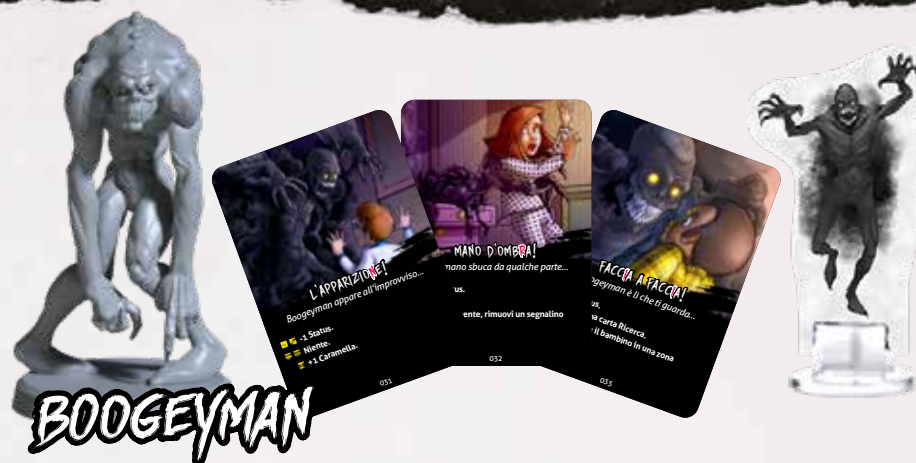 L'APPARIZIONE!
Boogeyman appare all'improvviso...
-1 Status.
Niente.
+1 Caramella.
031
MANO D'OMBRA!
mano sbuca da qualche parte...
us.
ente, rimuovi un segnalino
032
FACCIA A FACCIA!
ogeyman è lì che ti guarda...
us.
na carta Ricerca.
il bambino in una zona
033
BOOGEYMAN